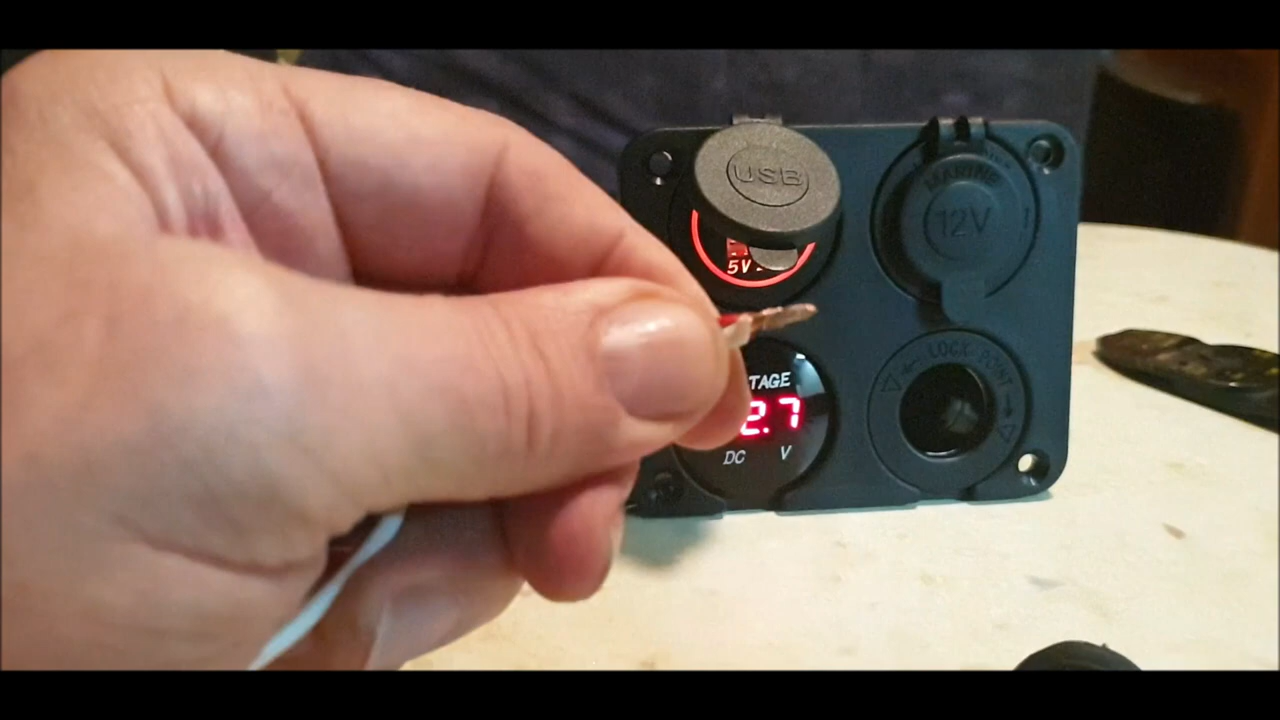 USB
5V
MARINE
12V
TAGE
2.7
DC V
LOCK POINT